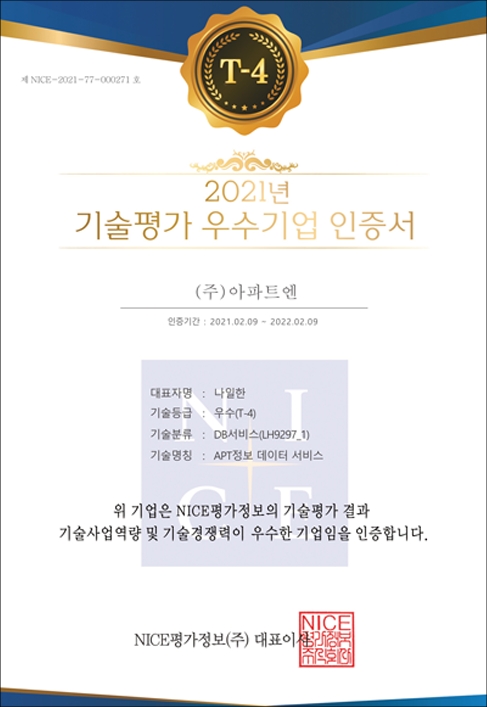 T-4
제 NICE-2021-77-000271 호
2021년
기술평가 우수기업 인증서
(주)아파트엔
인증기간 : 2021.02.09 ~ 2022.02.09
NICE
대표자명 : 나일한
기술등급 : 우수(T-4)
기술분류 : DB서비스(LH9297_1)
기술명칭 : APT정보 데이터 서비스
위 기업은 NICE평가정보의 기술평가 결과
기술사업역량 및 기술경쟁력이 우수한 기업임을 인증합니다.
NICE평가정보(주) 대표이사
NICE